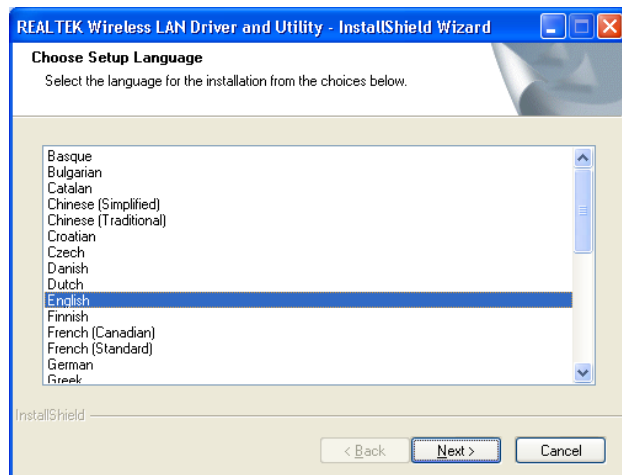 REALTEK Wireless LAN Driver and Utility - InstallShield Wizard
Choose Setup Language
Select the language for the installation from the choices below.
Basque
Bulgarian
Catalan
Chinese (Simplified)
Chinese (Traditional)
Croatian
Czech
Danish
Dutch
English
Finnish
French (Canadian)
French (Standard)
German
Greek
InstallShield
< Back
Next >
Cancel